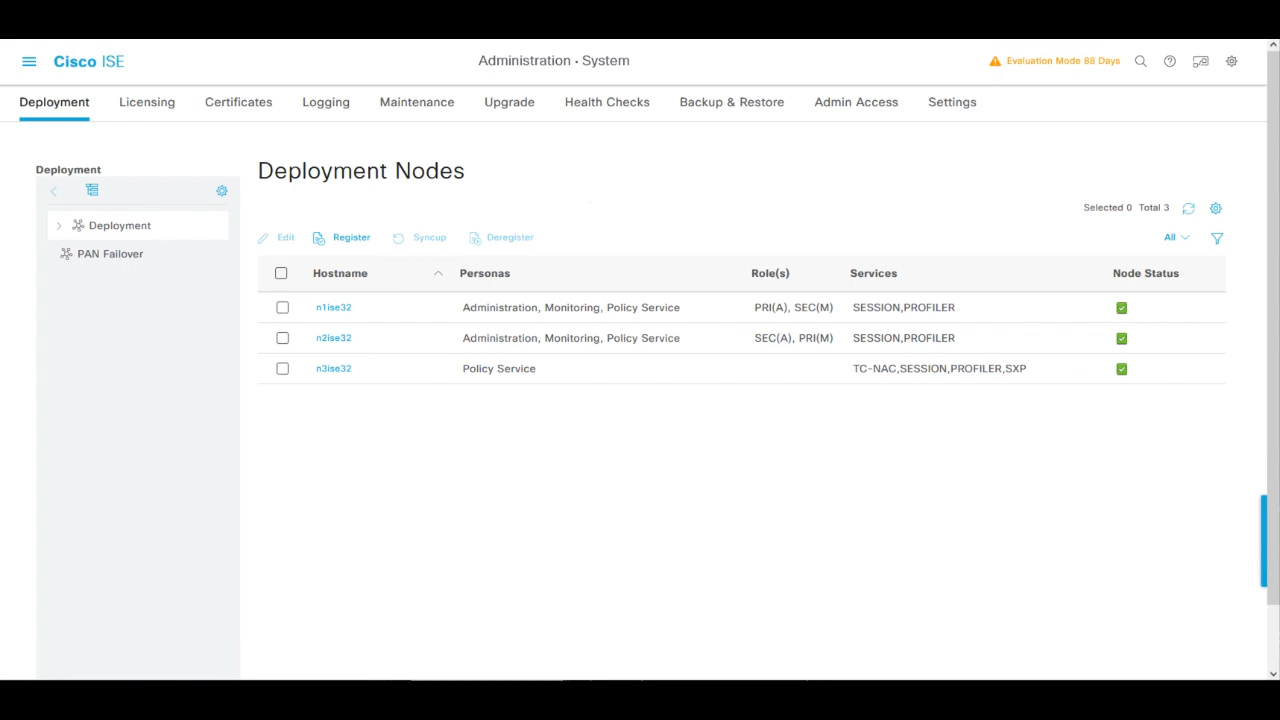 Cisco ISE
Administration • System
Evaluation Mode 88 Days
Deployment Licensing Certificates Logging Maintenance Upgrade Health Checks Backup & Restore Admin Access Settings
Deployment
Deployment
PAN Failover
Deployment Nodes
Selected 0 Total 3
Edit Register Syncup Deregister All
Hostname Personas Role(s) Services Node Status
n1ise32 Administration, Monitoring, Policy Service PRI(A), SEC(M) SESSION,PROFILER
n2ise32 Administration, Monitoring, Policy Service SEC(A), PRI(M) SESSION,PROFILER
n3ise32 Policy Service TC-NAC,SESSION,PROFILER,SXP